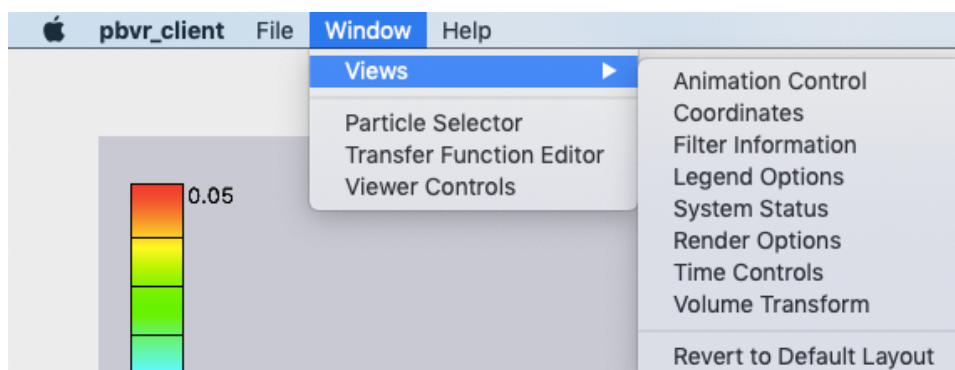 pbvr_client File Window Help
Views
Particle Selector
Transfer Function Editor
Viewer Controls
Animation Control
Coordinates
Filter Information
Legend Options
System Status
Render Options
Time Controls
Volume Transform
Revert to Default Layout
0.05